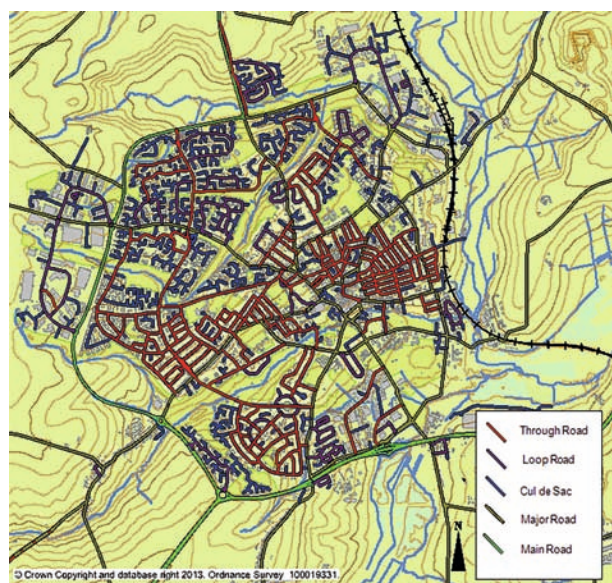 Through Road
Loop Road
Cul de Sac
Major Road
N
Main Road
© Crown Copyright and database right 2013. Ordnance Survey 100019331.